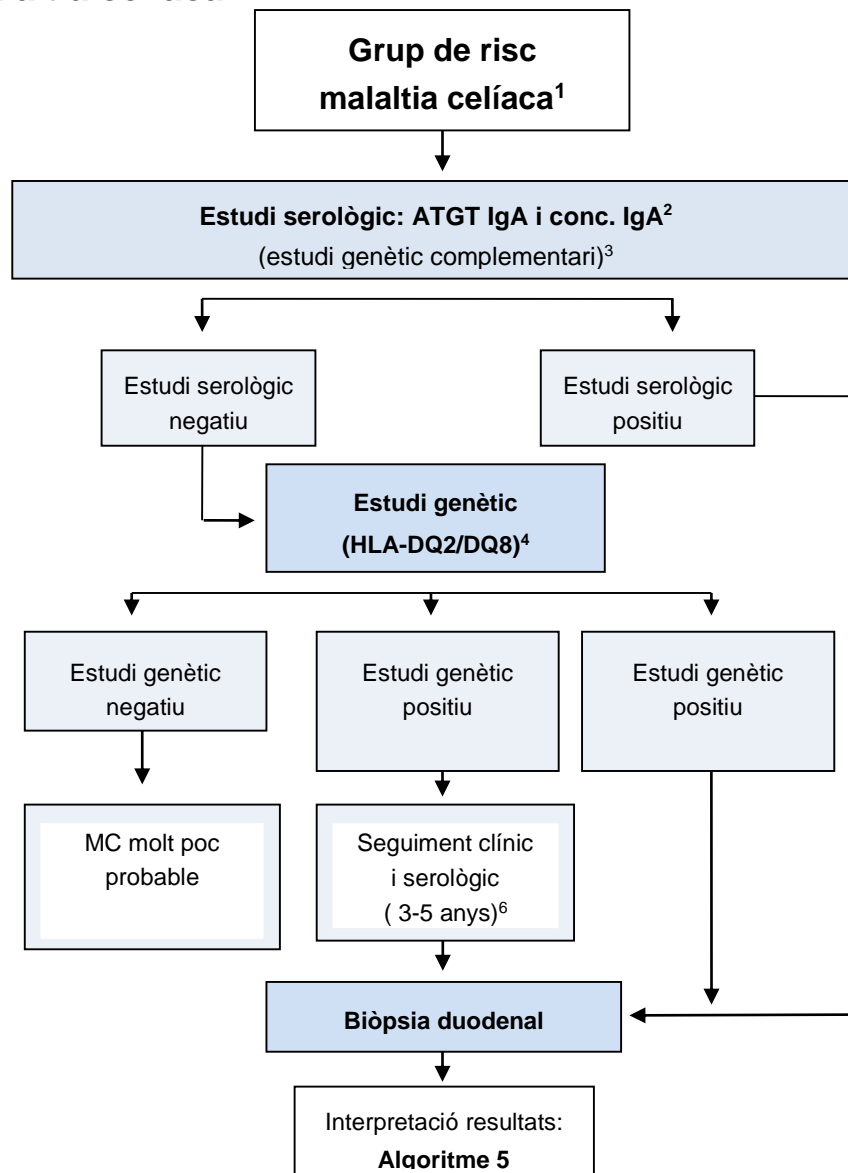 Grup de risc
malaltia celíaca¹
Estudi serològic: ATGT IgA i conc. IgA²
(estudi genètic complementari)³
Estudi serològic
negatiu
Estudi serològic
positiu
Estudi genètic
(HLA-DQ2/DQ8)⁴
Estudi genètic
negatiu
Estudi genètic
positiu
Estudi genètic
positiu
MC molt poc
probable
Seguiment clínic
i serològic
( 3-5 anys)⁶
Biòpsia duodenal
Interpretació resultats:
Algoritme 5